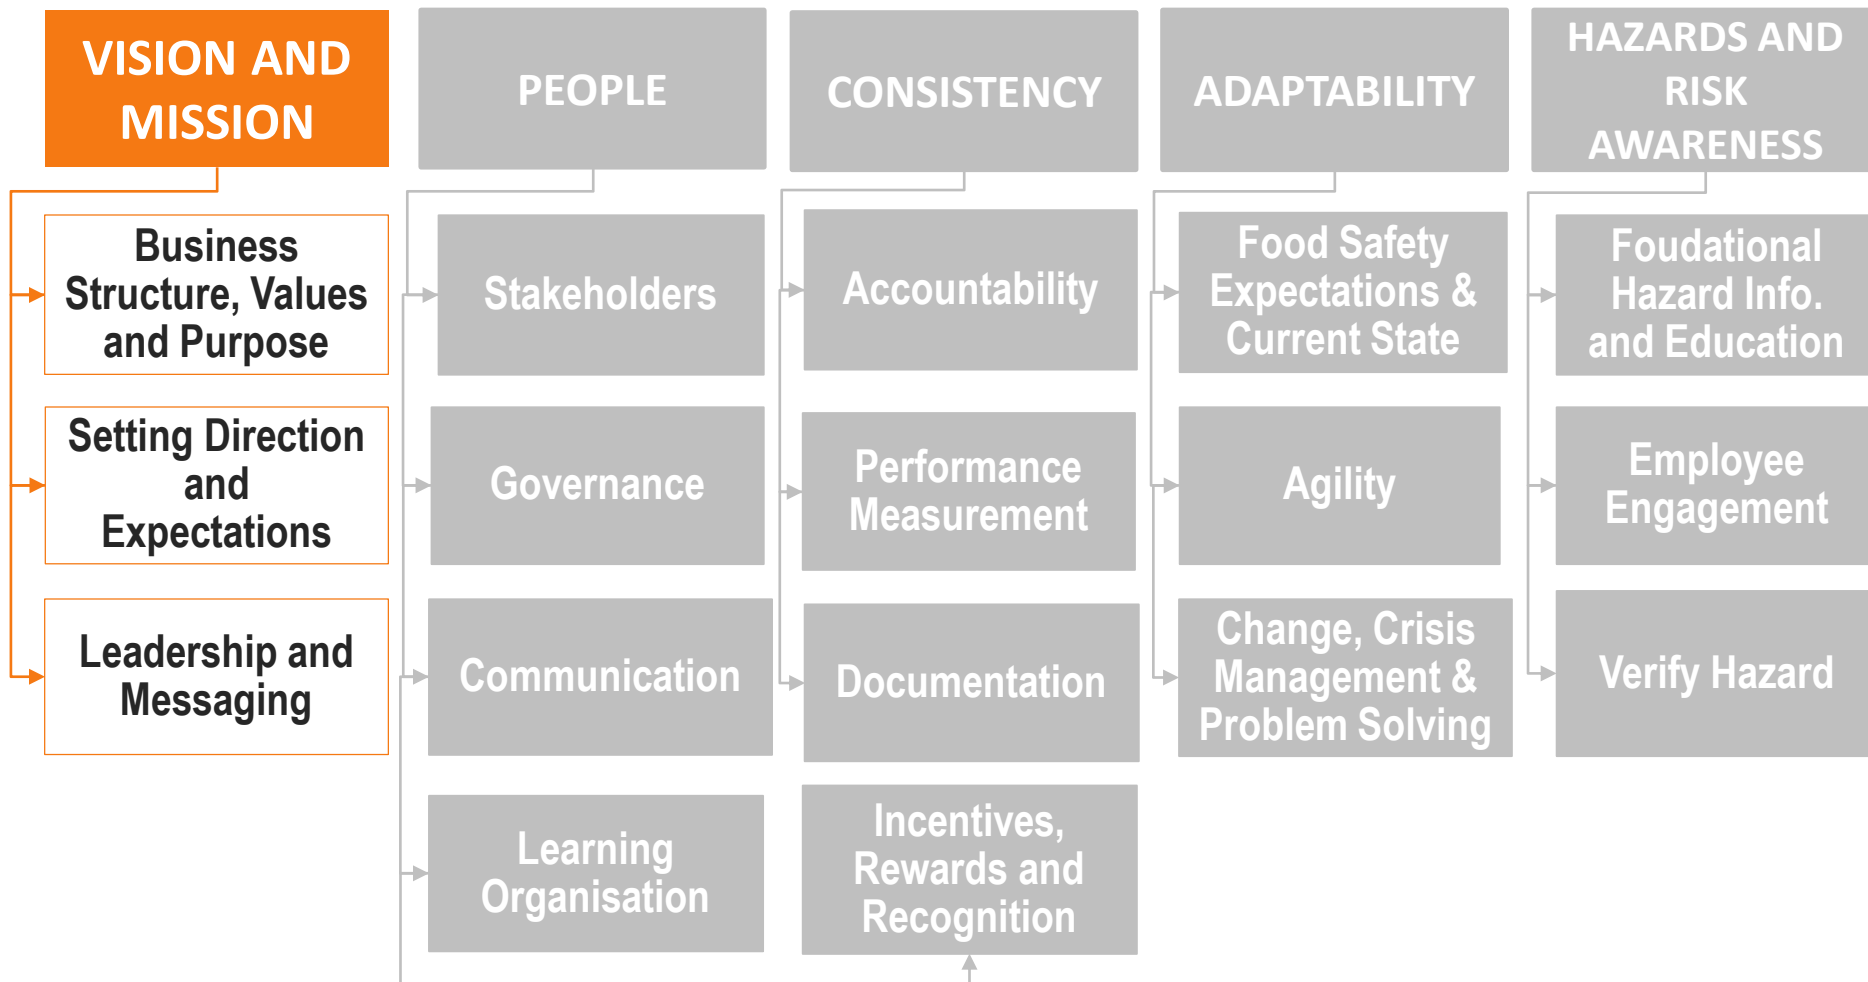 VISION AND
MISSION
PEOPLE
CONSISTENCY
ADAPTABILITY
HAZARDS AND
RISK
AWARENESS
Business
Structure, Values
and Purpose
Stakeholders
Accountability
Food Safety
Expectations &
Current State
Foudational
Hazard Info.
and Education
Setting Direction
and
Expectations
Governance
Performance
Measurement
Agility
Employee
Engagement
Leadership and
Messaging
Communication
Documentation
Change, Crisis
Management &
Problem Solving
Verify Hazard
Learning
Organisation
Incentives,
Rewards and
Recognition